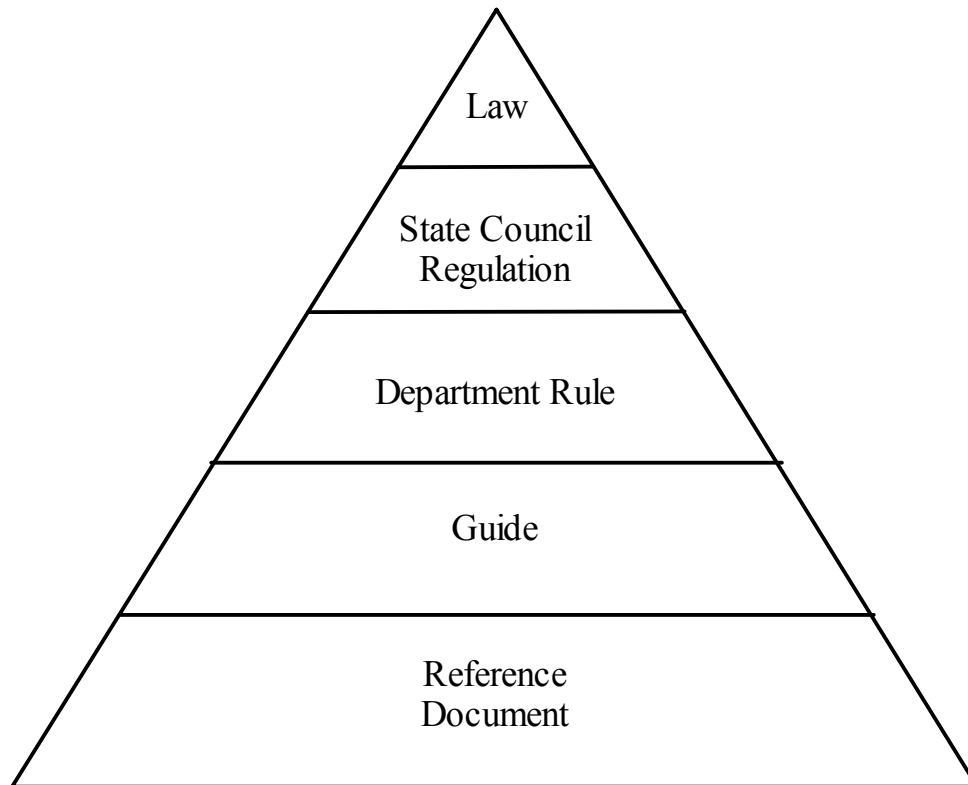 Law
State Council
Regulation
Department Rule
Guide
Reference
Document